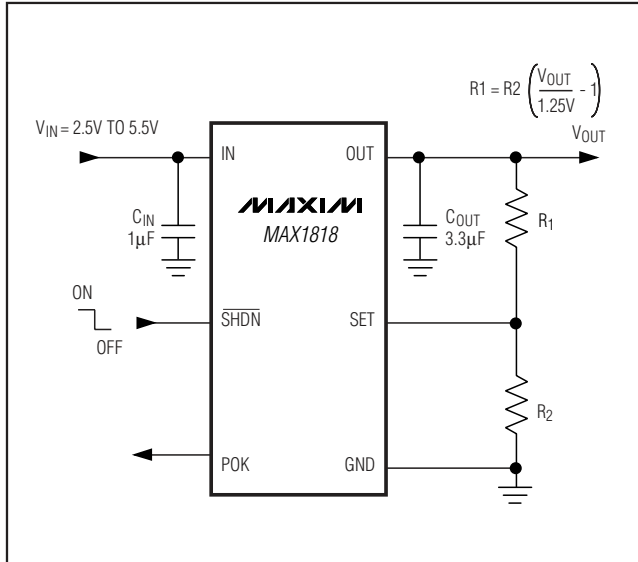 R1 = R2 (VOUT / 1.25V - 1)
VIN = 2.5V TO 5.5V
VOUT
IN
OUT
MAXIM
MAX1818
CIN
1µF
COUT
3.3µF
R1
ON
OFF
SHDN
SET
R2
POK
GND